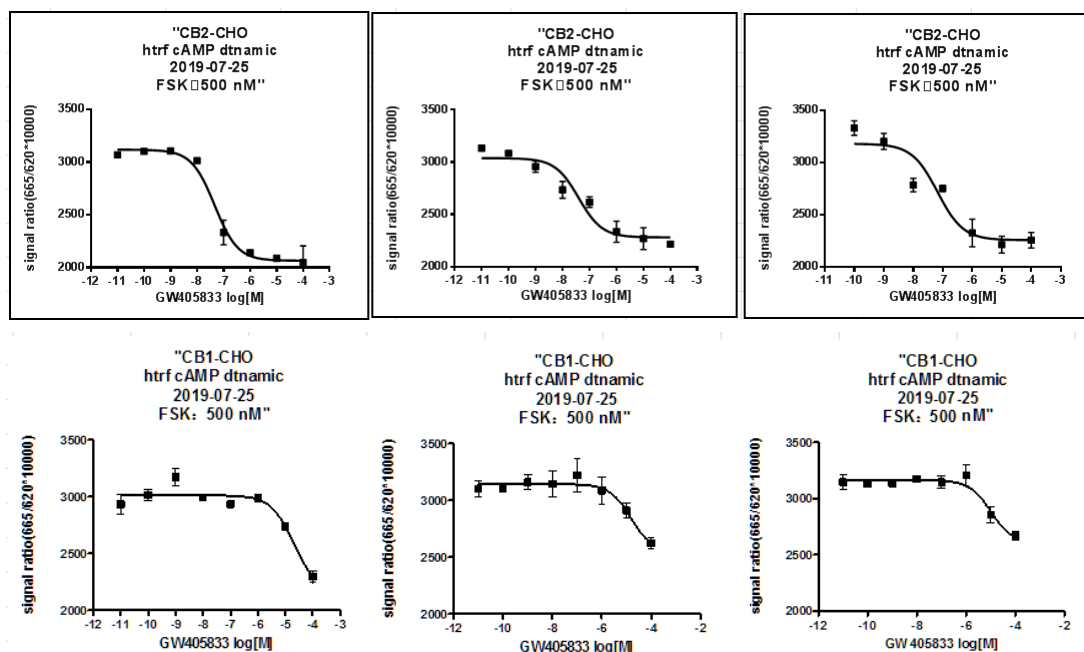 "CB2-CHO
htrf cAMP dtnamic
2019-07-25
FSK□500 nM"
signal ratio(665/620*10000)
3500
3000
2500
2000
-12 -11 -10 -9 -8 -7 -6 -5 -4 -3
GW405833 log[M]
"CB2-CHO
htrf cAMP dtnamic
2019-07-25
FSK□500 nM"
signal ratio(665/620*10000)
3500
3000
2500
2000
-12 -11 -10 -9 -8 -7 -6 -5 -4 -3
GW405833 log[M]
"CB2-CHO
htrf cAMP dtnamic
2019-07-25
FSK□500 nM"
signal ratio(665/620*10000)
3500
3000
2500
2000
-11 -10 -9 -8 -7 -6 -5 -4 -3
GW405833 log[M]
"CB1-CHO
htrf cAMP dtnamic
2019-07-25
FSK：500 nM"
signal ratio(665/620*10000)
3500
3000
2500
2000
-12 -11 -10 -9 -8 -7 -6 -5 -4 -3
GW405833 log[M]
"CB1-CHO
htrf cAMP dtnamic
2019-07-25
FSK：500 nM"
signal ratio(665/620*10000)
3500
3000
2500
2000
-12 -10 -8 -6 -4 -2
GW405833 log[M]
"CB1-CHO
htrf cAMP dtnamic
2019-07-25
FSK：500 nM"
signal ratio(665/620*10000)
3500
3000
2500
2000
-12 -10 -8 -6 -4 -2
GW405833 log[M]